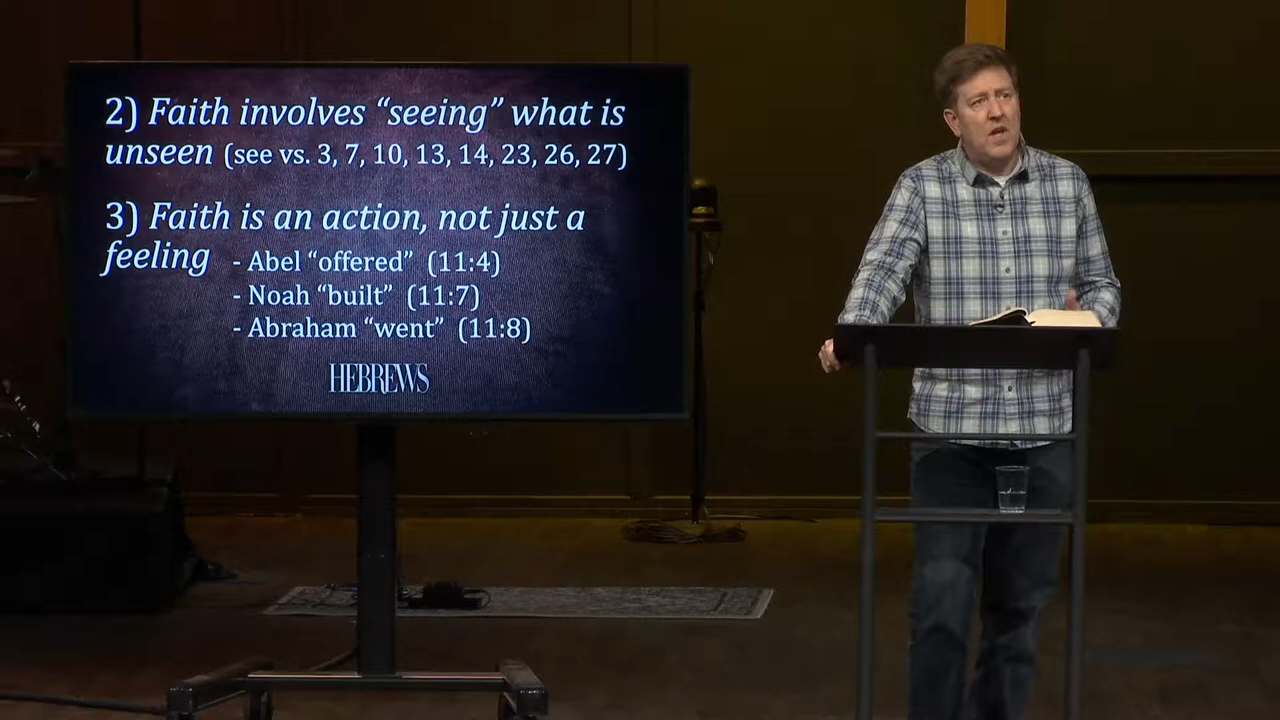 2) Faith involves “seeing” what is
unseen (see vs. 3, 7, 10, 13, 14, 23, 26, 27)
3) Faith is an action, not just a
feeling - Abel “offered” (11:4)
- Noah “built” (11:7)
- Abraham “went” (11:8)
HEBREWS